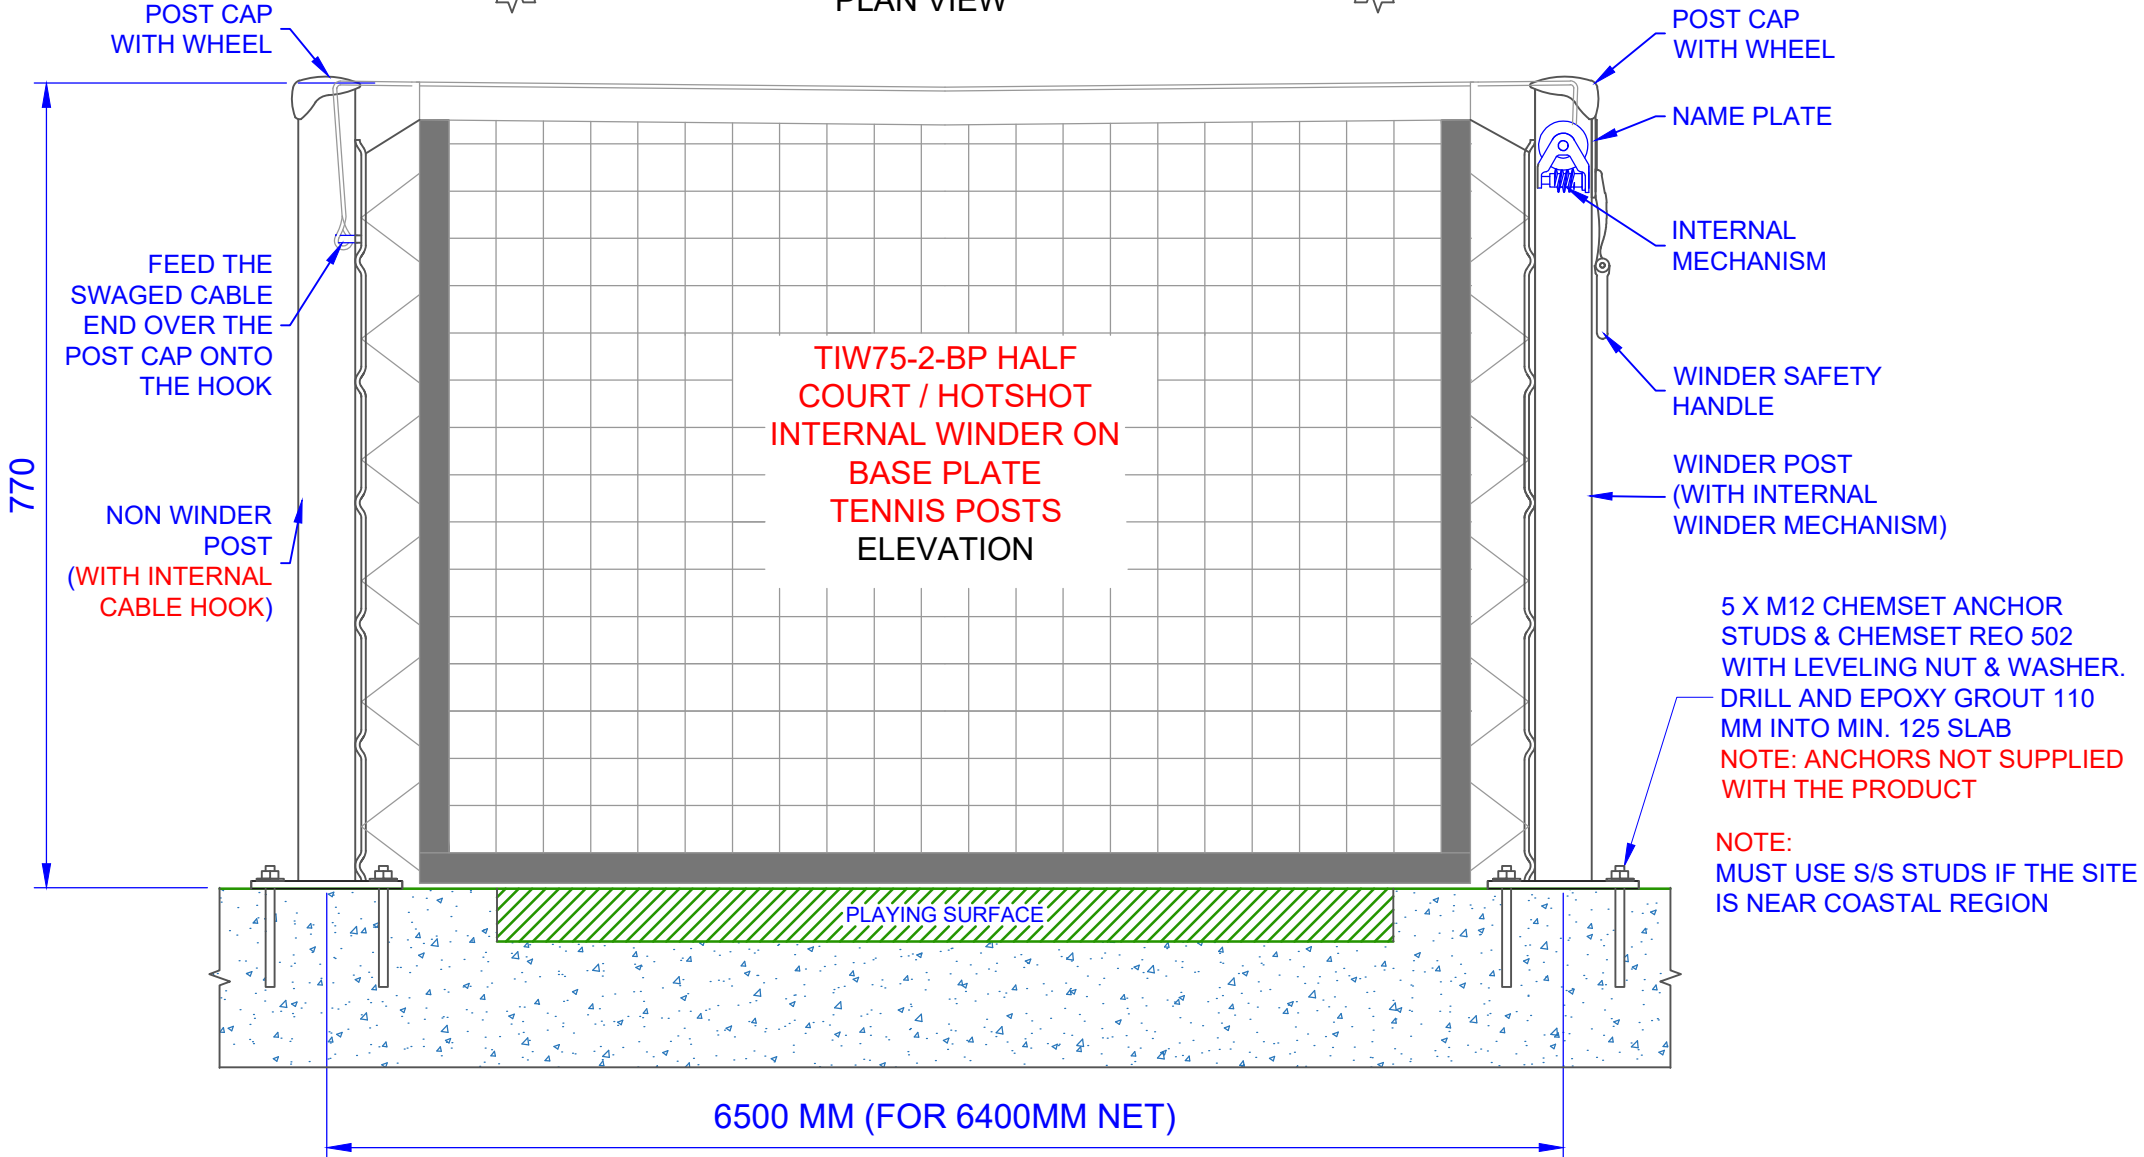 PLAN VIEW
POST CAP
WITH WHEEL
POST CAP
WITH WHEEL
NAME PLATE
INTERNAL
MECHANISM
FEED THE
SWAGED CABLE
END OVER THE
POST CAP ONTO
THE HOOK
WINDER SAFETY
HANDLE
TIW75-2-BP HALF
COURT / HOTSHOT
INTERNAL WINDER ON
BASE PLATE
TENNIS POSTS
ELEVATION
770
WINDER POST
(WITH INTERNAL
WINDER MECHANISM)
NON WINDER
POST
(WITH INTERNAL
CABLE HOOK)
5 X M12 CHEMSET ANCHOR
STUDS & CHEMSET REO 502
WITH LEVELING NUT & WASHER.
DRILL AND EPOXY GROUT 110
MM INTO MIN. 125 SLAB
NOTE: ANCHORS NOT SUPPLIED
WITH THE PRODUCT
NOTE:
MUST USE S/S STUDS IF THE SITE
IS NEAR COASTAL REGION
PLAYING SURFACE
6500 MM (FOR 6400MM NET)